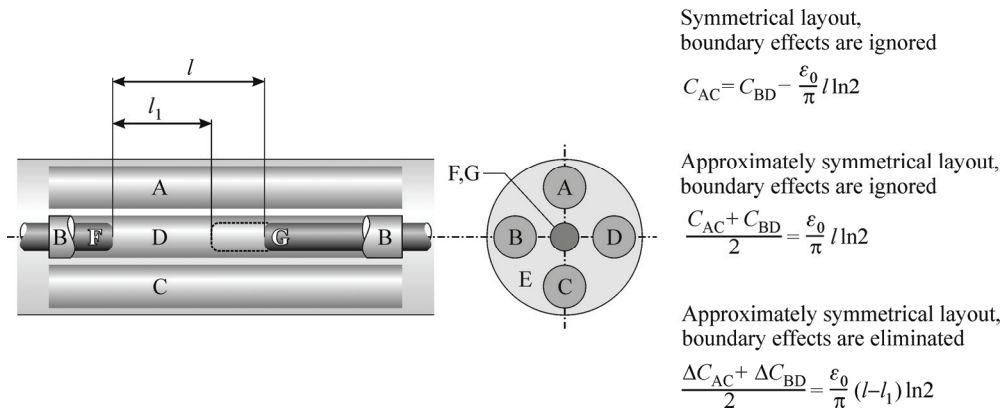 l
l₁
A
B F D G B
C
F,G
A
B D
E
C
Symmetrical layout,
boundary effects are ignored
C_AC = C_BD − ε₀/π l ln2
Approximately symmetrical layout,
boundary effects are ignored
(C_AC + C_BD)/2 = ε₀/π l ln2
Approximately symmetrical layout,
boundary effects are eliminated
(ΔC_AC + ΔC_BD)/2 = ε₀/π (l–l₁) ln2